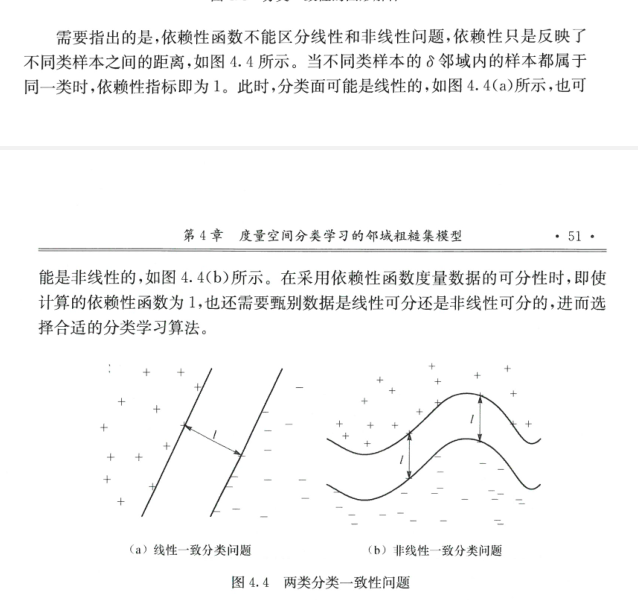 需要指出的是,依赖性函数不能区分线性和非线性问题,依赖性只是反映了
不同类样本之间的距离,如图 4.4 所示。当不同类样本的 δ 邻域内的样本都属于
同一类时,依赖性指标即为 1。此时,分类面可能是线性的,如图 4.4(a)所示,也可
第 4 章 度量空间分类学习的邻域粗糙集模型 · 51 ·
能是非线性的,如图 4.4(b)所示。在采用依赖性函数度量数据的可分性时,即使
计算的依赖性函数为 1,也还需要甄别数据是线性可分还是非线性可分的,进而选
择合适的分类学习算法。
l
l
l
(a) 线性一致分类问题 (b) 非线性一致分类问题
图 4.4 两类分类一致性问题